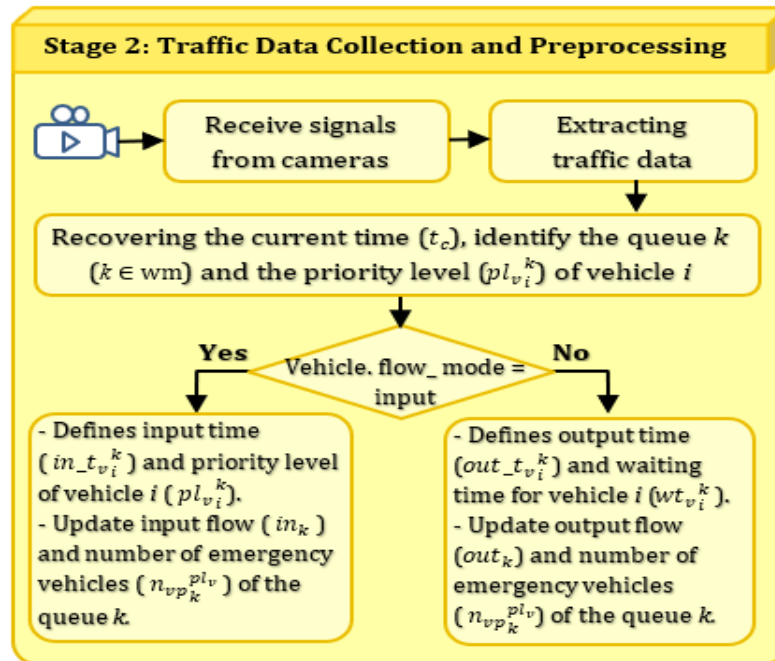 Stage 2: Traffic Data Collection and Preprocessing
Receive signals
from cameras
Extracting
traffic data
Recovering the current time (t_c), identify the queue k
(k ∈ wm) and the priority level (pl_{v_i}^k) of vehicle i
Vehicle. flow_ mode =
input
Yes
No
- Defines input time
( in_t_{v_i}^k) and priority level
of vehicle i ( pl_{v_i}^k).
- Update input flow ( in_k)
and number of emergency
vehicles ( n_{vp_k}^{pl_v}) of the
queue k.
- Defines output time
(out_t_{v_i}^k) and waiting
time for vehicle i (wt_{v_i}^k).
- Update output flow
(out_k) and number of
emergency vehicles
( n_{vp_k}^{pl_v}) of the queue k.